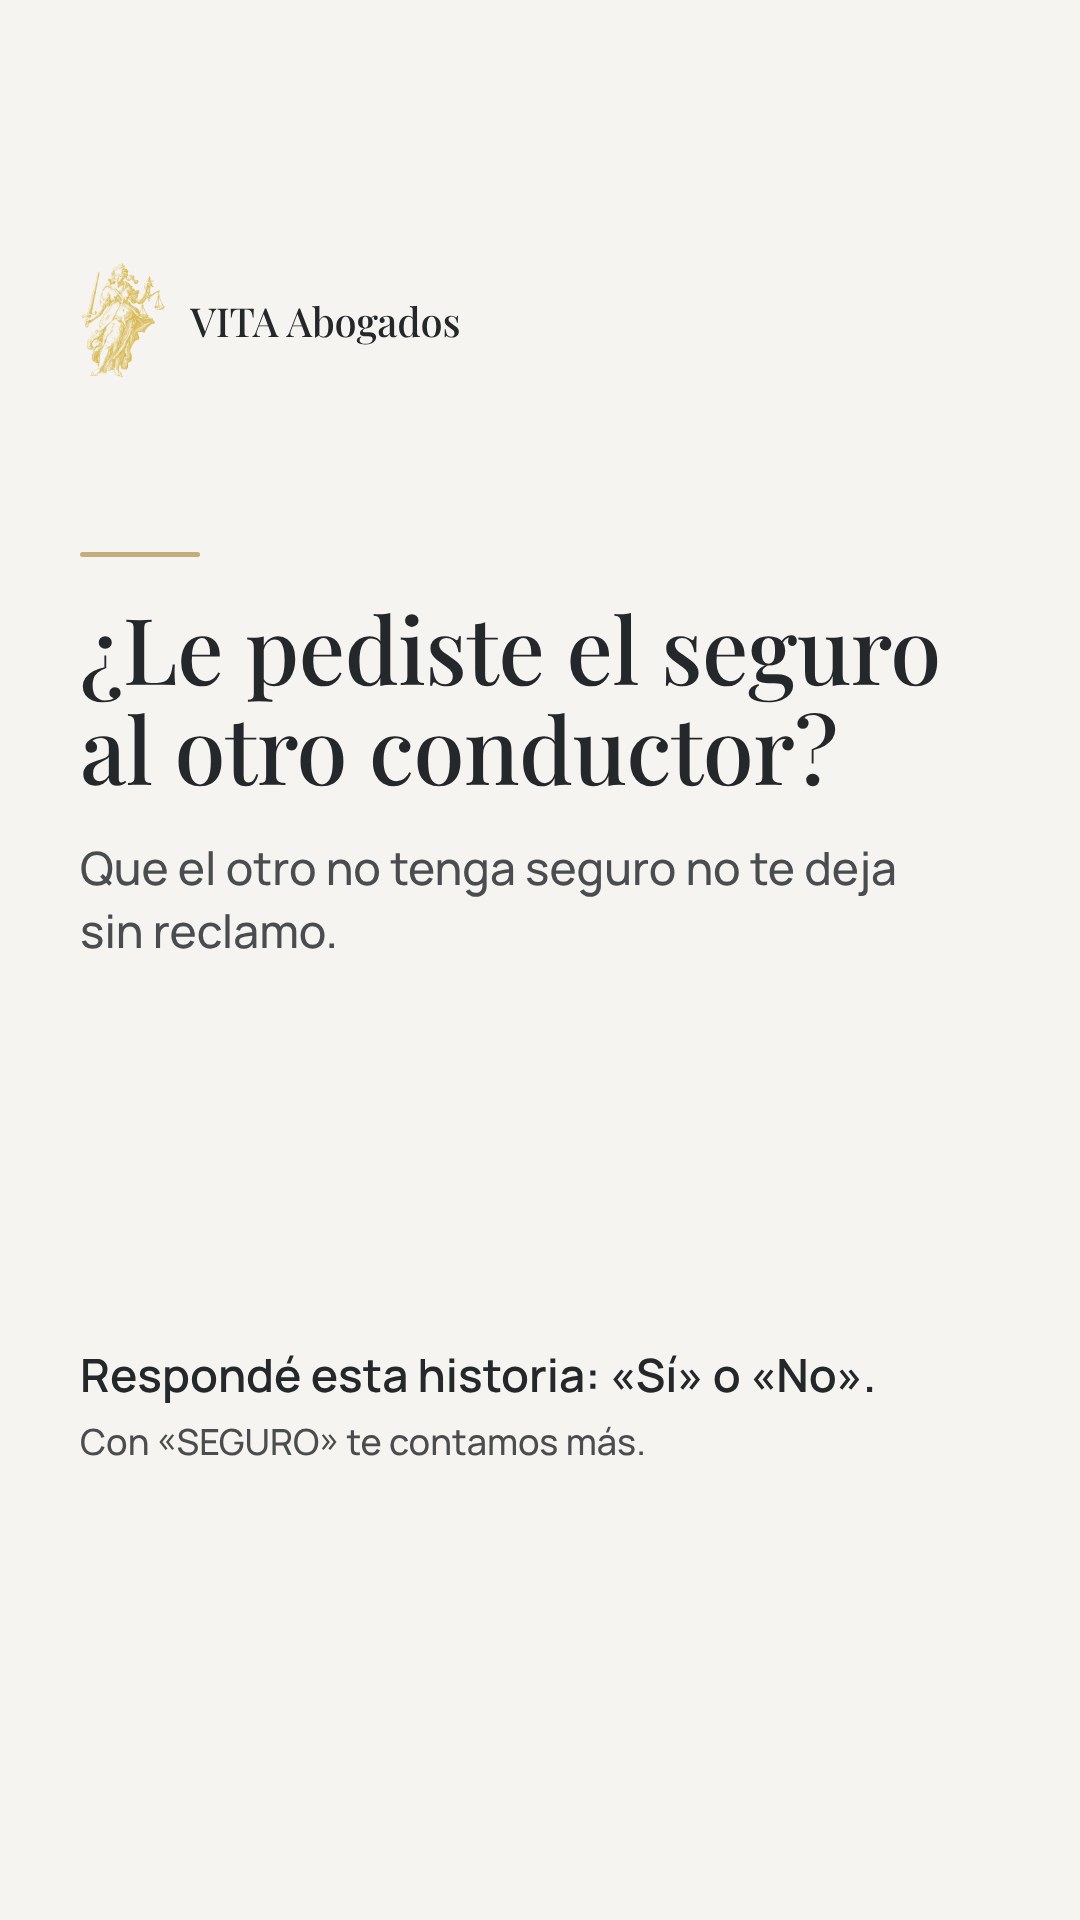 VITA Abogados
¿Le pediste el seguro
al otro conductor?
Que el otro no tenga seguro no te deja
sin reclamo.
Respondé esta historia: «Sí» o «No».
Con «SEGURO» te contamos más.